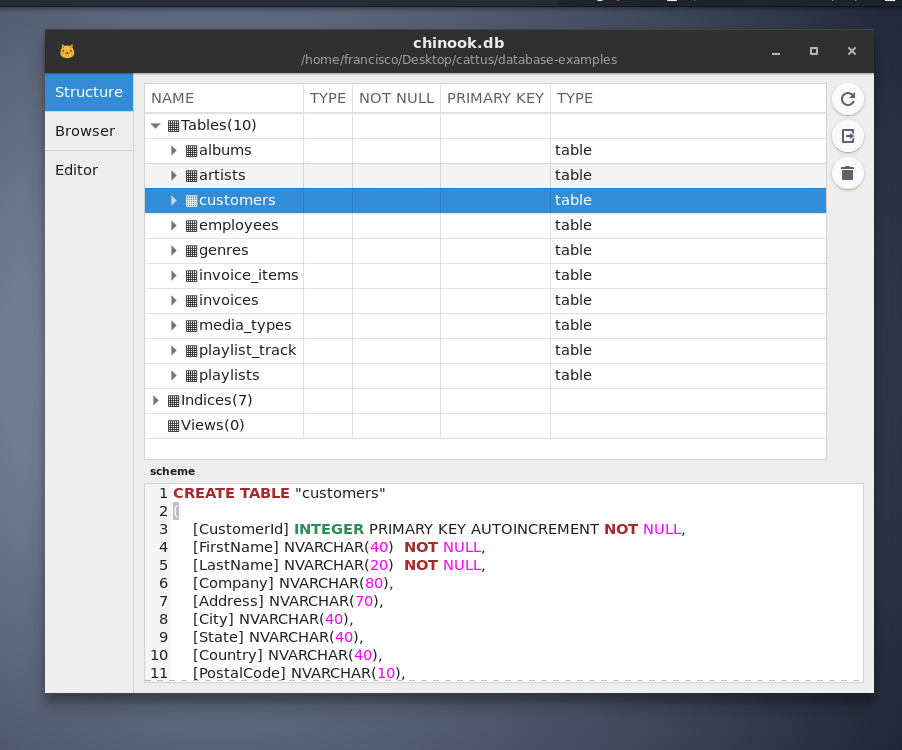 chinook.db
/home/francisco/Desktop/cattus/database-examples
Structure
Browser
Editor
NAME TYPE NOT NULL PRIMARY KEY TYPE
Tables(10)
albums table
artists table
customers table
employees table
genres table
invoice_items table
invoices table
media_types table
playlist_track table
playlists table
Indices(7)
Views(0)
scheme
1 CREATE TABLE "customers"
2 (
3 [CustomerId] INTEGER PRIMARY KEY AUTOINCREMENT NOT NULL,
4 [FirstName] NVARCHAR(40)  NOT NULL,
5 [LastName] NVARCHAR(20)  NOT NULL,
6 [Company] NVARCHAR(80),
7 [Address] NVARCHAR(70),
8 [City] NVARCHAR(40),
9 [State] NVARCHAR(40),
10 [Country] NVARCHAR(40),
11 [PostalCode] NVARCHAR(10),